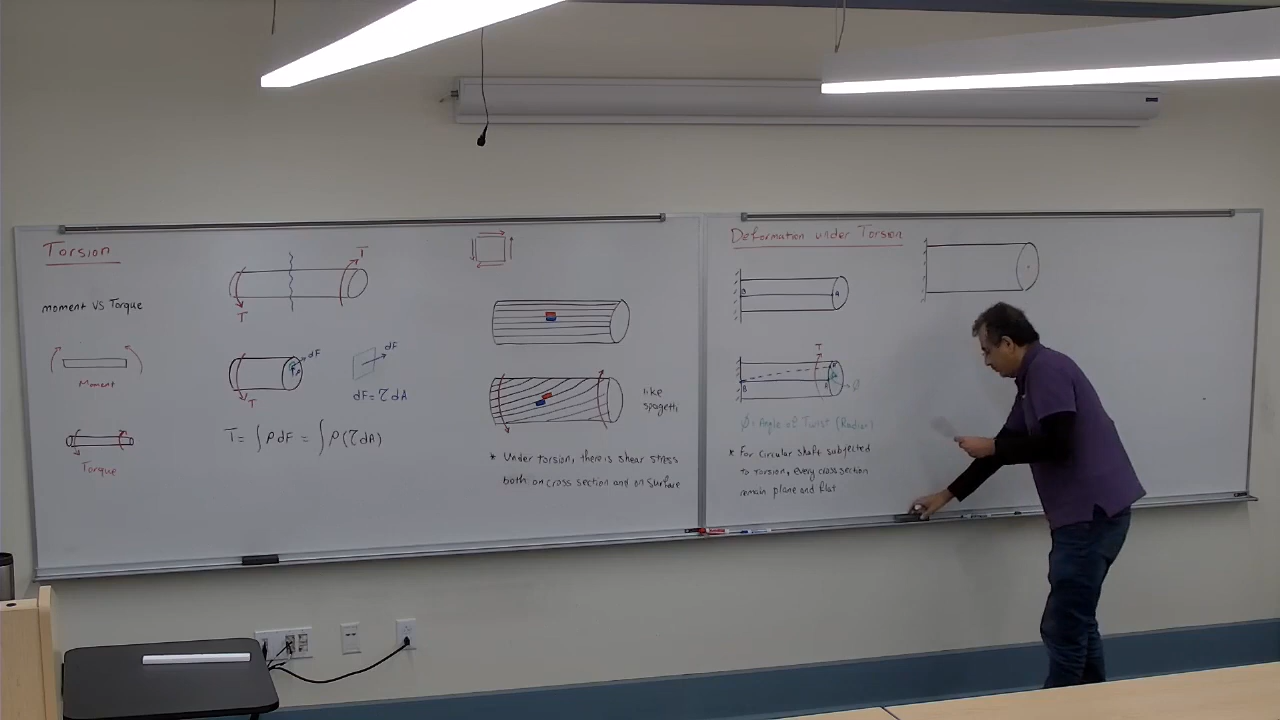 Torsion
moment VS Torque
Moment
Torque
T
T
dF
T
dF
dF = τ dA
T = ∫ ρ dF = ∫ ρ (τ dA)
like
spagetti
* Under torsion, there is shear stress
both: on cross section and on surface
Deformation under Torsion
B
A
T
B
A
Ø
Ø = Angle of Twist (Radian)
* For Circular shaft subjected
to torsion, every cross section
remain plane and flat